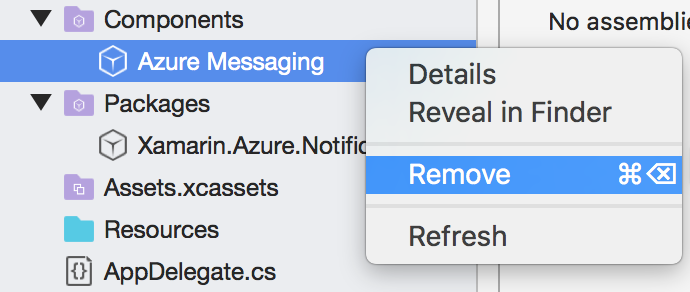 Components
No assemblie
Azure Messaging
Details
Packages
Reveal in Finder
Xamarin.Azure.Notific
Remove ⌘⌫
Assets.xcassets
Resources
Refresh
AppDelegate.cs